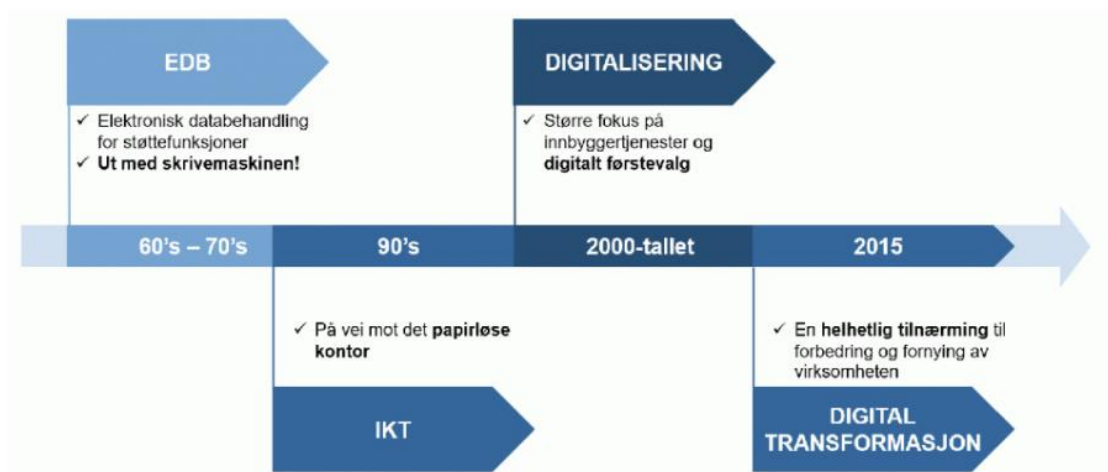 EDB
✓ Elektronisk databehandling
for støttefunksjoner
✓ Ut med skrivemaskinen!
DIGITALISERING
✓ Større fokus på
innbyggertjenester og
digitalt førstevalg
60's – 70's
90's
2000-tallet
2015
✓ På vei mot det papirløse
kontor
IKT
✓ En helhetlig tilnærming til
forbedring og fornying av
virksomheten
DIGITAL
TRANSFORMASJON